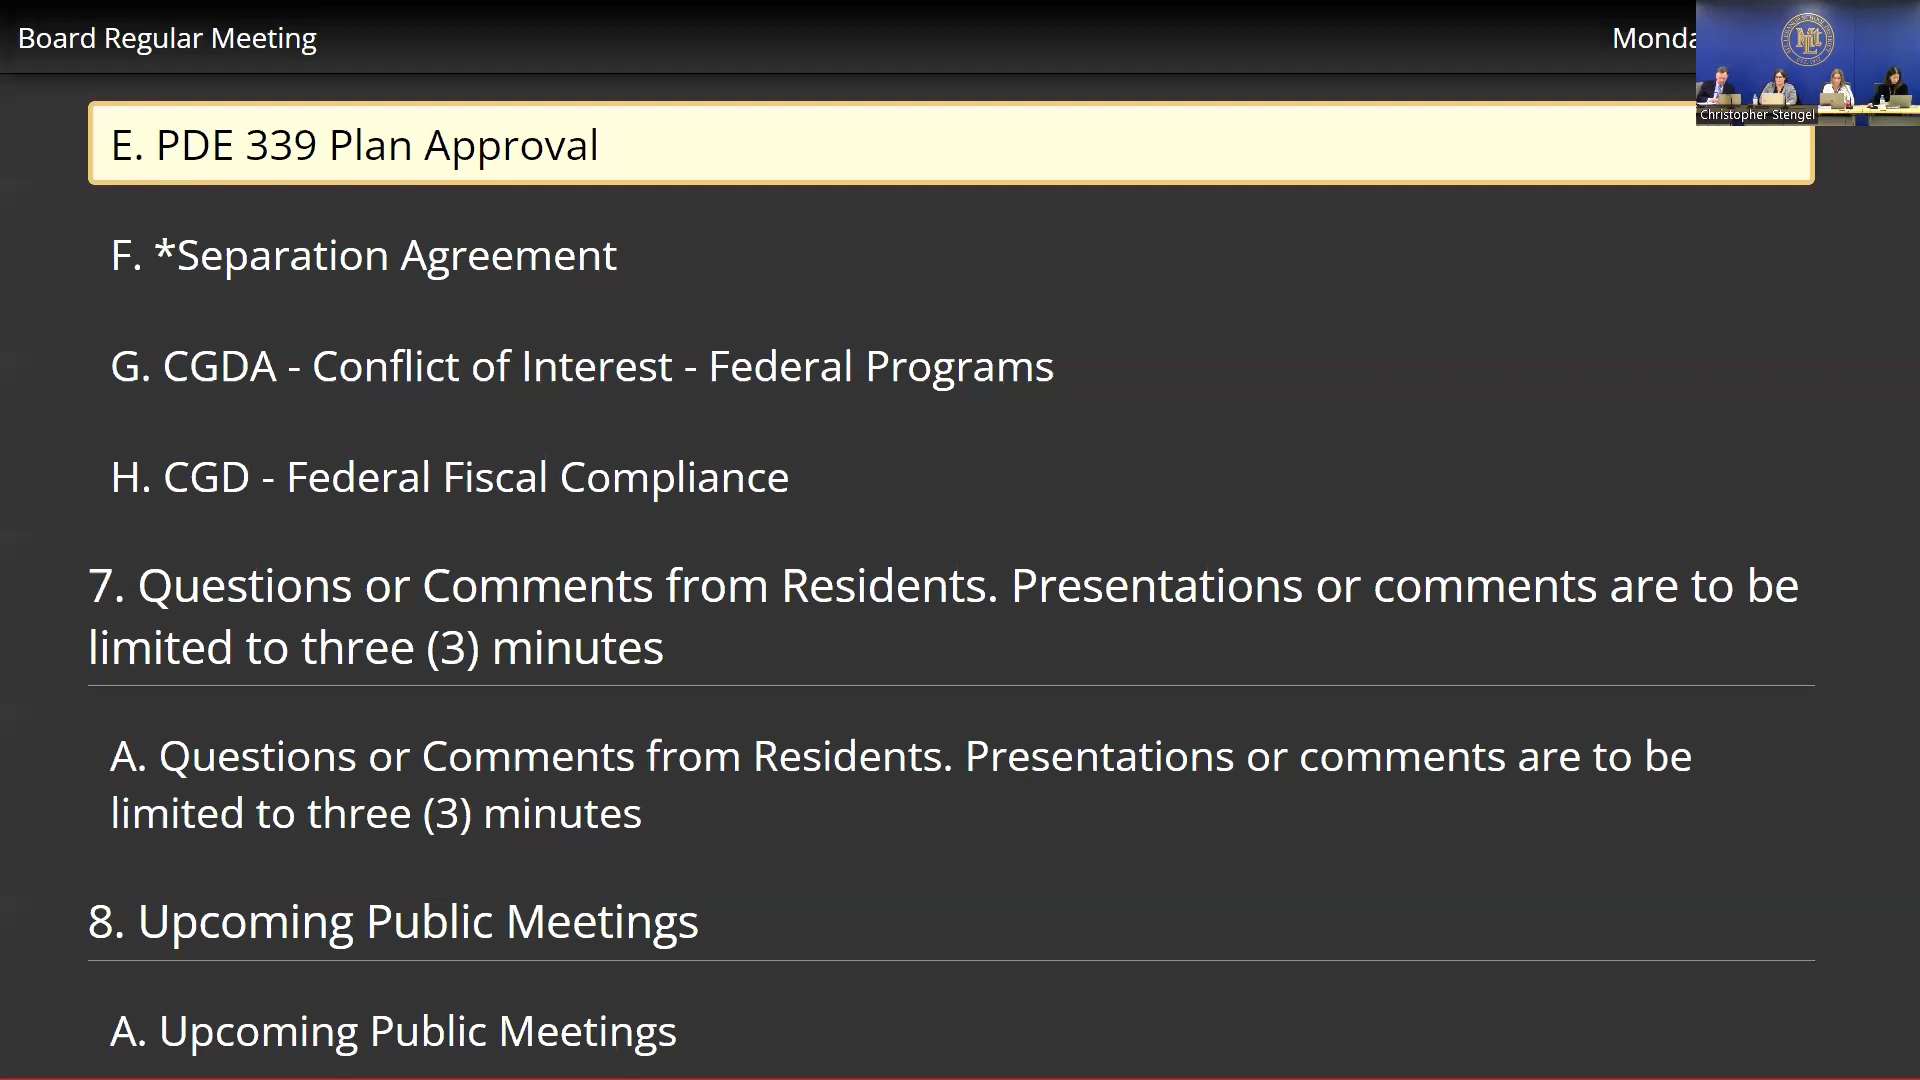 Board Regular Meeting
Monda
Christopher Stengel
E. PDE 339 Plan Approval
F. *Separation Agreement
G. CGDA - Conflict of Interest - Federal Programs
H. CGD - Federal Fiscal Compliance
7. Questions or Comments from Residents. Presentations or comments are to be
limited to three (3) minutes
A. Questions or Comments from Residents. Presentations or comments are to be
limited to three (3) minutes
8. Upcoming Public Meetings
A. Upcoming Public Meetings